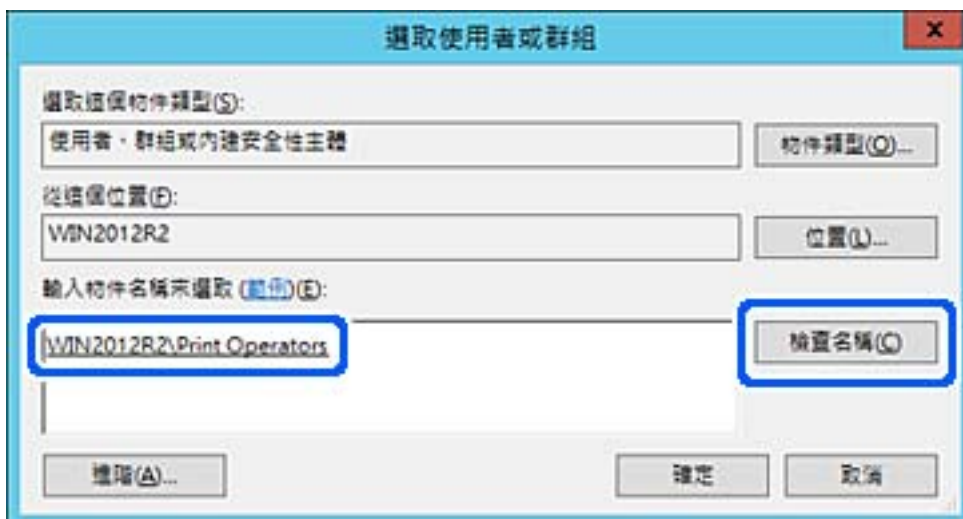 選取使用者或群組
x
選取這個物件類型(S):
使用者、群組或內建安全性主體
物件類型(O)...
從這個位置(F):
WIN2012R2
位置(L)...
輸入物件名稱來選取 (範例)(E):
WIN2012R2\Print Operators
檢查名稱(C)
進階(A)...
確定
取消